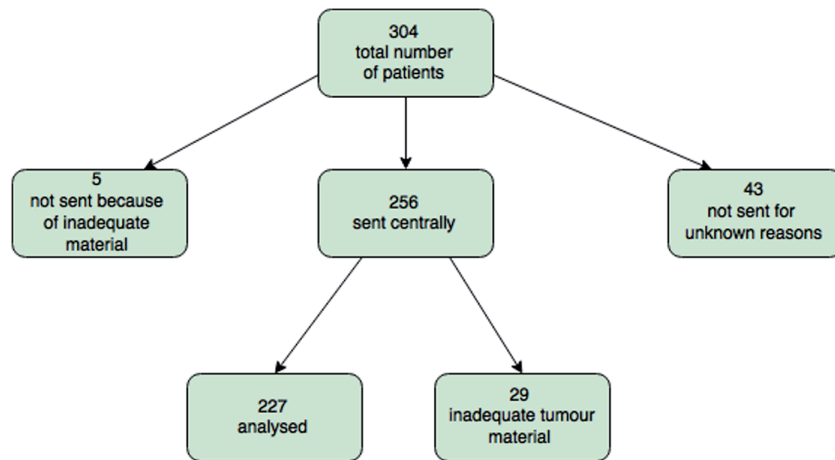 304
total number
of patients
5
not sent because
of inadequate
material
256
sent centrally
43
not sent for
unknown reasons
227
analysed
29
inadequate tumour
material